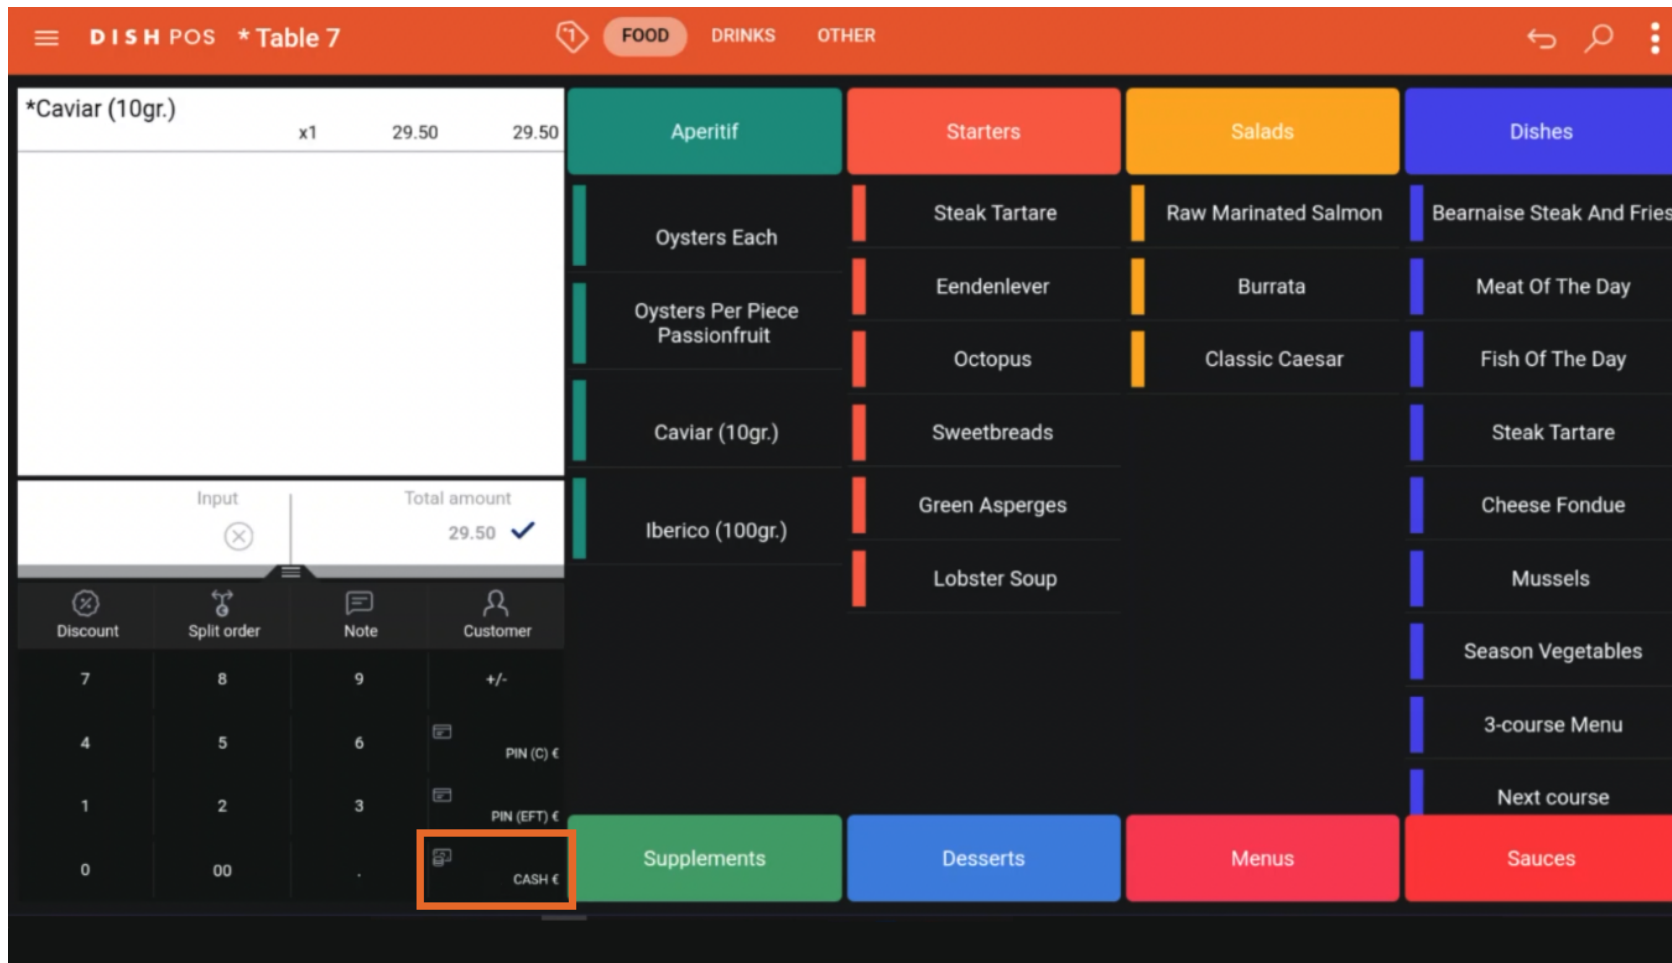 DISH POS * Table 7
1 FOOD DRINKS OTHER
*Caviar (10gr.)
x1 29.50 29.50
Input Total amount
29.50
Discount Split order Note Customer
7 8 9 +/-
4 5 6 PIN (C) €
1 2 3 PIN (EFT) €
0 00 . CASH €
Aperitif
Oysters Each
Oysters Per Piece
Passionfruit
Caviar (10gr.)
Iberico (100gr.)
Starters
Steak Tartare
Eendenlever
Octopus
Sweetbreads
Green Asperges
Lobster Soup
Salads
Raw Marinated Salmon
Burrata
Classic Caesar
Dishes
Bearnaise Steak And Fries
Meat Of The Day
Fish Of The Day
Steak Tartare
Cheese Fondue
Mussels
Season Vegetables
3-course Menu
Next course
Supplements Desserts Menus Sauces